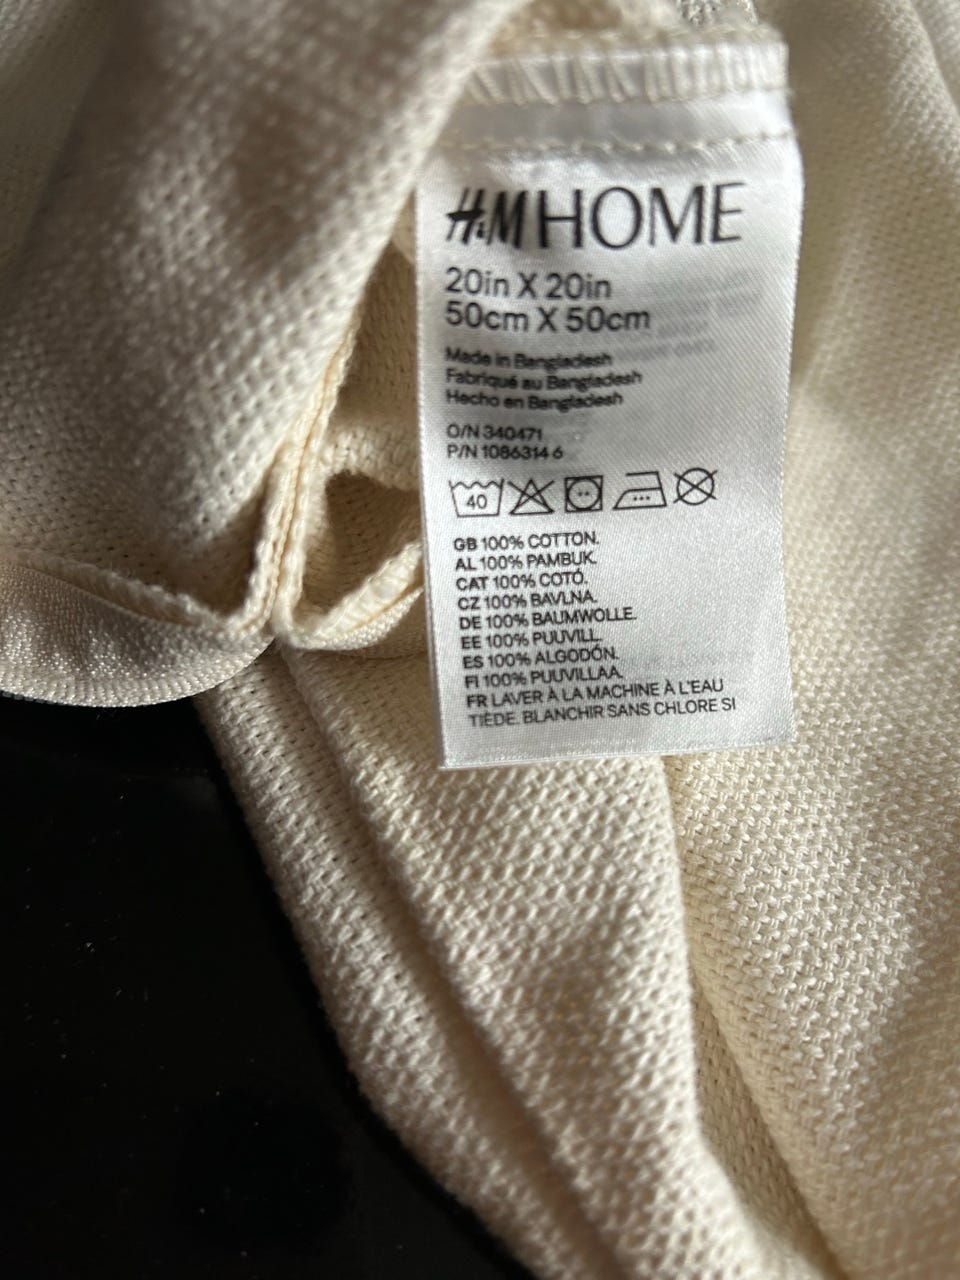 H&M HOME
20in X 20in
50cm X 50cm
Made in Bangladesh
Fabriqué au Bangladesh
Hecho en Bangladesh
O/N 340471
P/N 1086314 6
40
GB 100% COTTON.
AL 100% PAMBUK.
CAT 100% COTÓ.
CZ 100% BAVLNA.
DE 100% BAUMWOLLE.
EE 100% PUUVILL.
ES 100% ALGODÓN.
FI 100% PUUVILLAA.
FR LAVER À LA MACHINE À L'EAU
TIÈDE. BLANCHIR SANS CHLORE SI